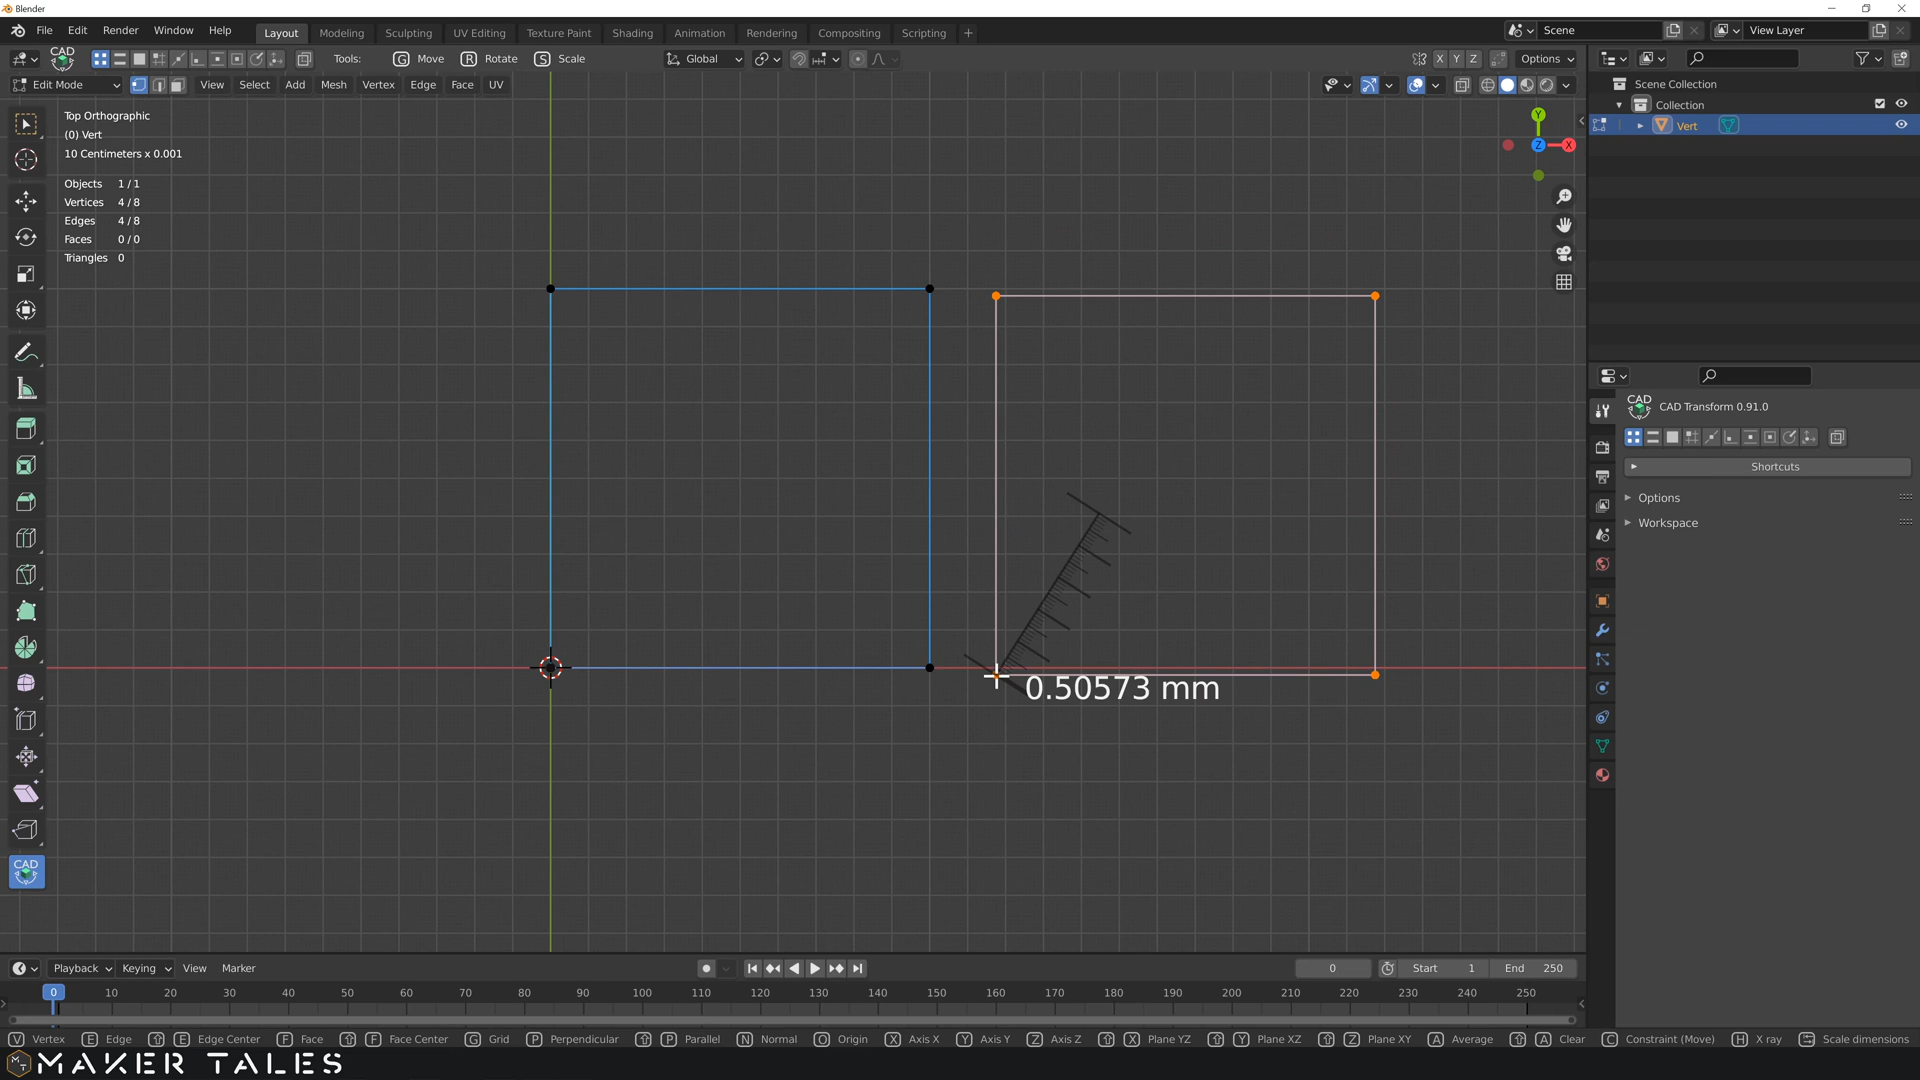 Blender
File Edit Render Window Help
Layout Modeling Sculpting UV Editing Texture Paint Shading Animation Rendering Compositing Scripting +
Scene
View Layer
CAD
Tools: G Move R Rotate S Scale
Global
X Y Z
Options
Edit Mode
View Select Add Mesh Vertex Edge Face UV
Top Orthographic
(0) Vert
10 Centimeters x 0.001
Objects 1/1
Vertices 4/8
Edges 4/8
Faces 0/0
Triangles 0
Y
Z
X
Scene Collection
Collection
Vert
CAD
CAD Transform 0.91.0
Shortcuts
Options
Workspace
0.50573 mm
CAD
Playback Keying View Marker
0
Start 1
End 250
0 10 20 30 40 50 60 70 80 90 100 110 120 130 140 150 160 170 180 190 200 210 220 230 240 250
V Vertex E Edge E Edge Center F Face F Face Center G Grid P Perpendicular P Parallel N Normal O Origin X Axis X Y Axis Y Z Axis Z X Plane YZ Y Plane XZ Z Plane XY A Average A Clear C Constraint (Move) H X ray Scale dimensions
MAKER TALES